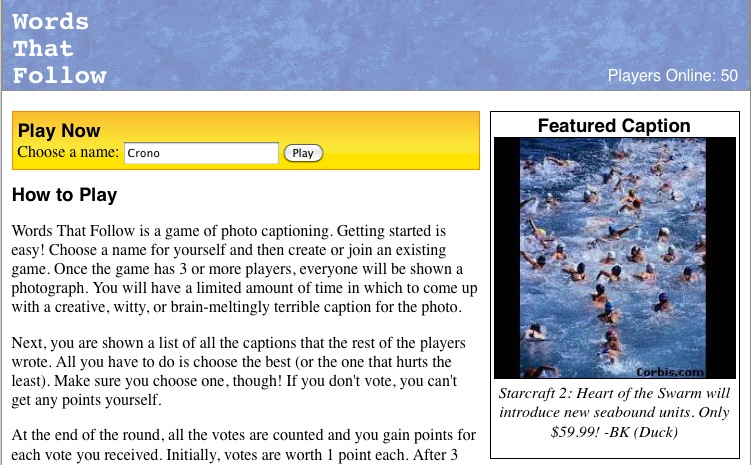 Words
That
Follow
Players Online: 50
Play Now
Choose a name: Crono Play
How to Play
Words That Follow is a game of photo captioning. Getting started is
easy! Choose a name for yourself and then create or join an existing
game. Once the game has 3 or more players, everyone will be shown a
photograph. You will have a limited amount of time in which to come up
with a creative, witty, or brain-meltingly terrible caption for the photo.
Next, you are shown a list of all the captions that the rest of the players
wrote. All you have to do is choose the best (or the one that hurts the
least). Make sure you choose one, though! If you don't vote, you can't
get any points yourself.
At the end of the round, all the votes are counted and you gain points for
each vote you received. Initially, votes are worth 1 point each. After 3
Featured Caption
Corbis.com
Starcraft 2: Heart of the Swarm will
introduce new seabound units. Only
$59.99! -BK (Duck)